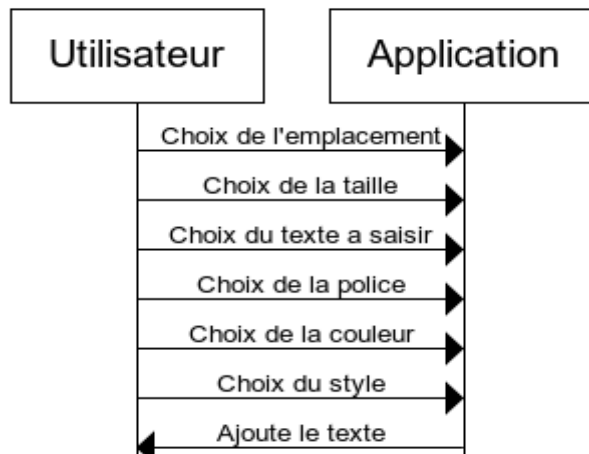 Utilisateur
Application
Choix de l'emplacement
Choix de la taille
Choix du texte a saisir
Choix de la police
Choix de la couleur
Choix du style
Ajoute le texte